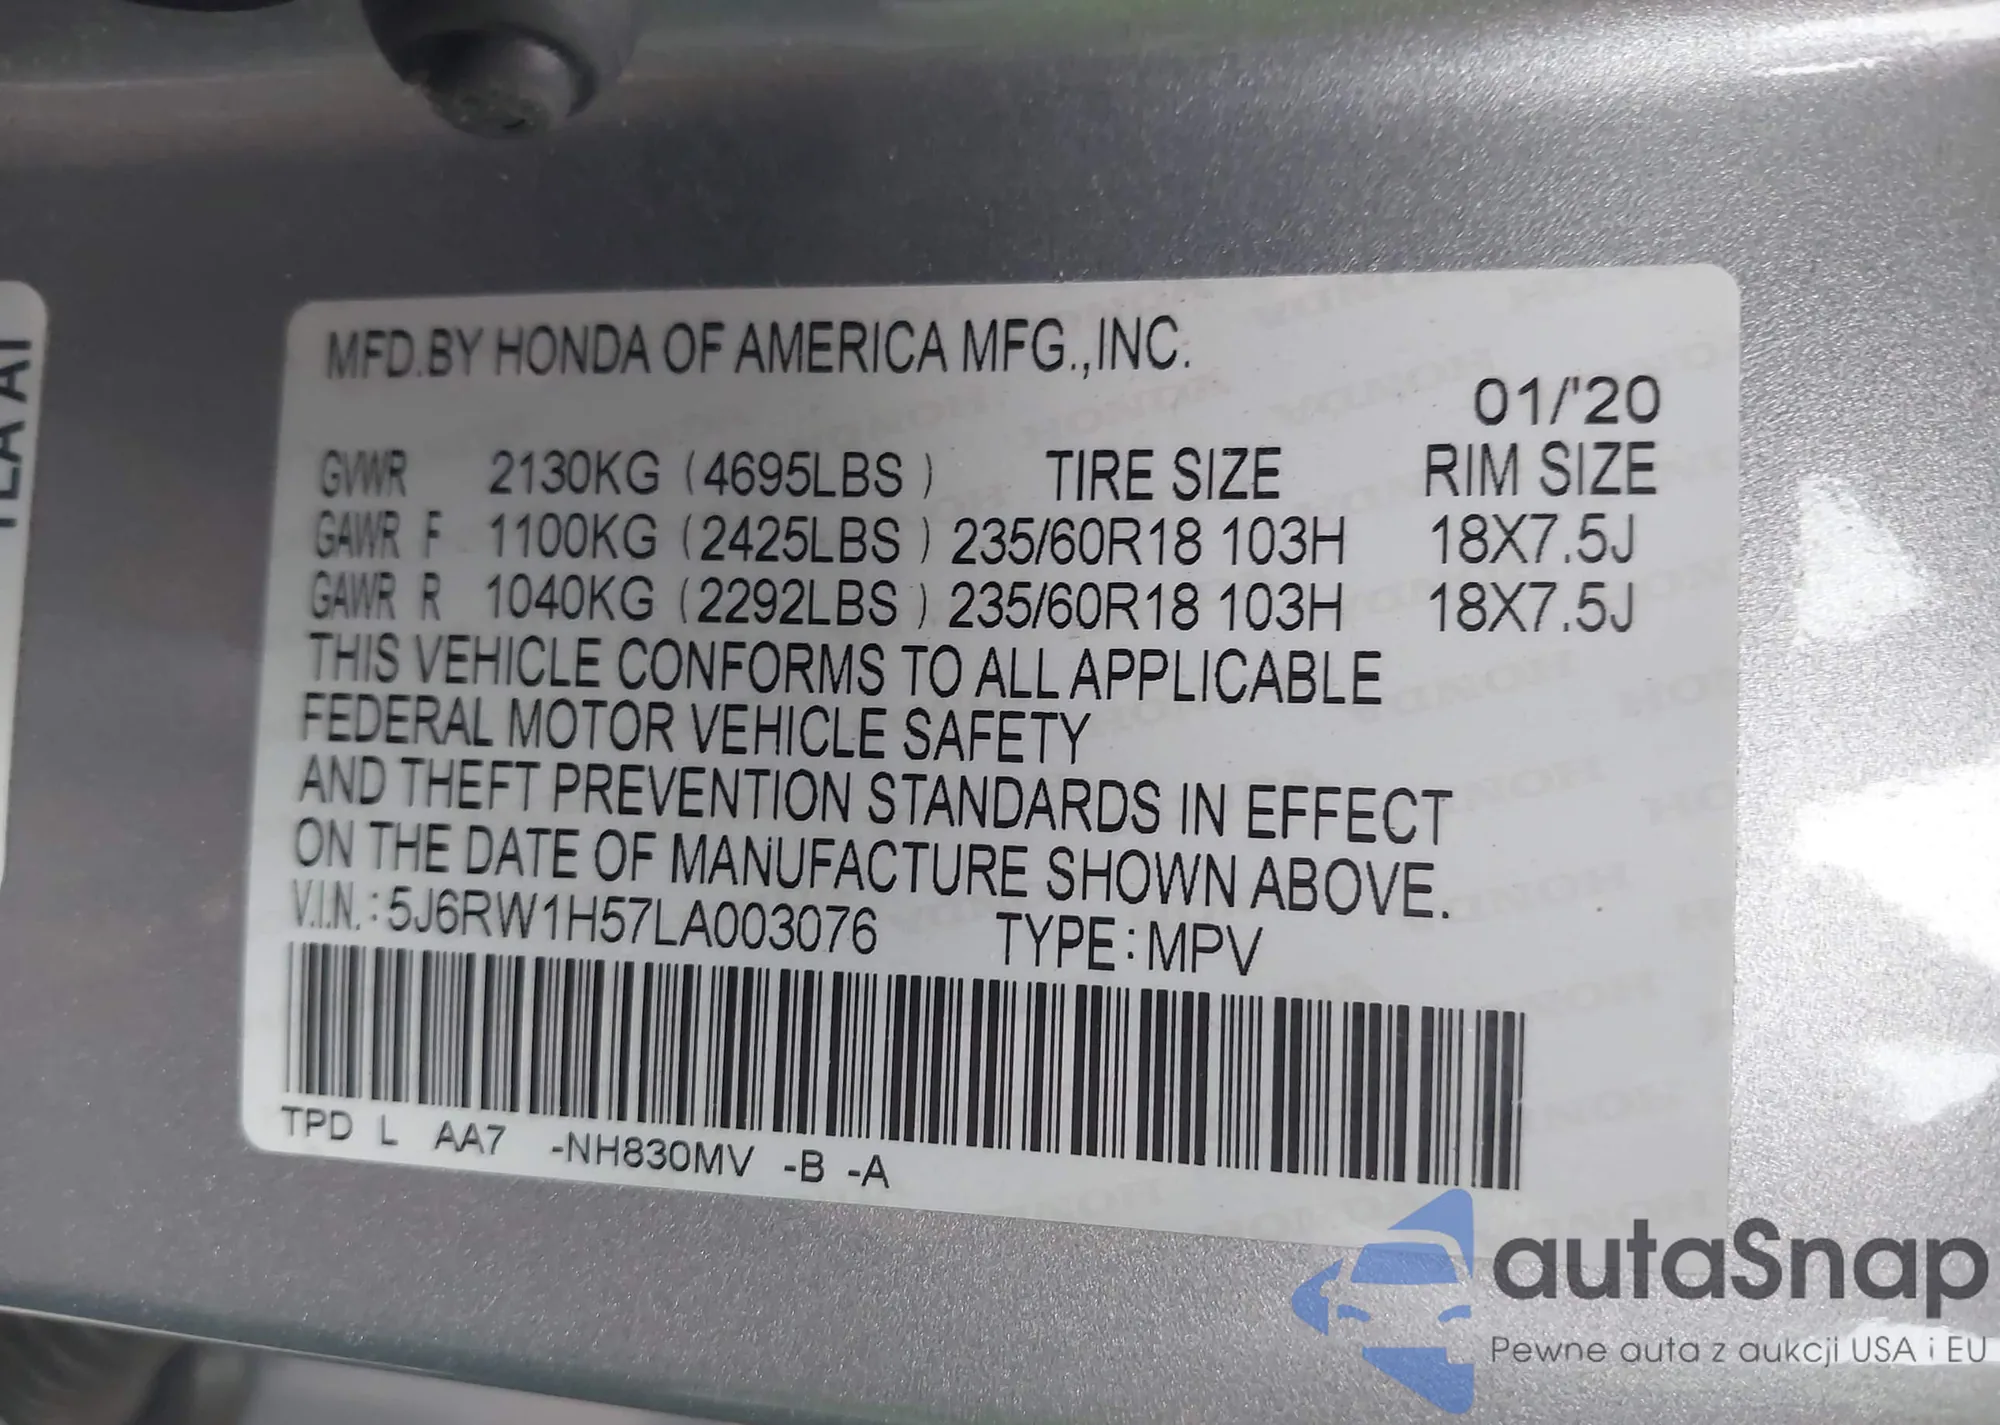 MFD.BY HONDA OF AMERICA MFG.,INC.
01/'20
GVWR 2130KG (4695LBS ) TIRE SIZE RIM SIZE
GAWR F 1100KG (2425LBS ) 235/60R18 103H 18X7.5J
GAWR R 1040KG (2292LBS ) 235/60R18 103H 18X7.5J
THIS VEHICLE CONFORMS TO ALL APPLICABLE
FEDERAL MOTOR VEHICLE SAFETY
AND THEFT PREVENTION STANDARDS IN EFFECT
ON THE DATE OF MANUFACTURE SHOWN ABOVE.
V.I.N.:5J6RW1H57LA003076 TYPE:MPV
TPD L AA7 -NH830MV -B -A
autaSnap
Pewne auta z aukcji USA i EU